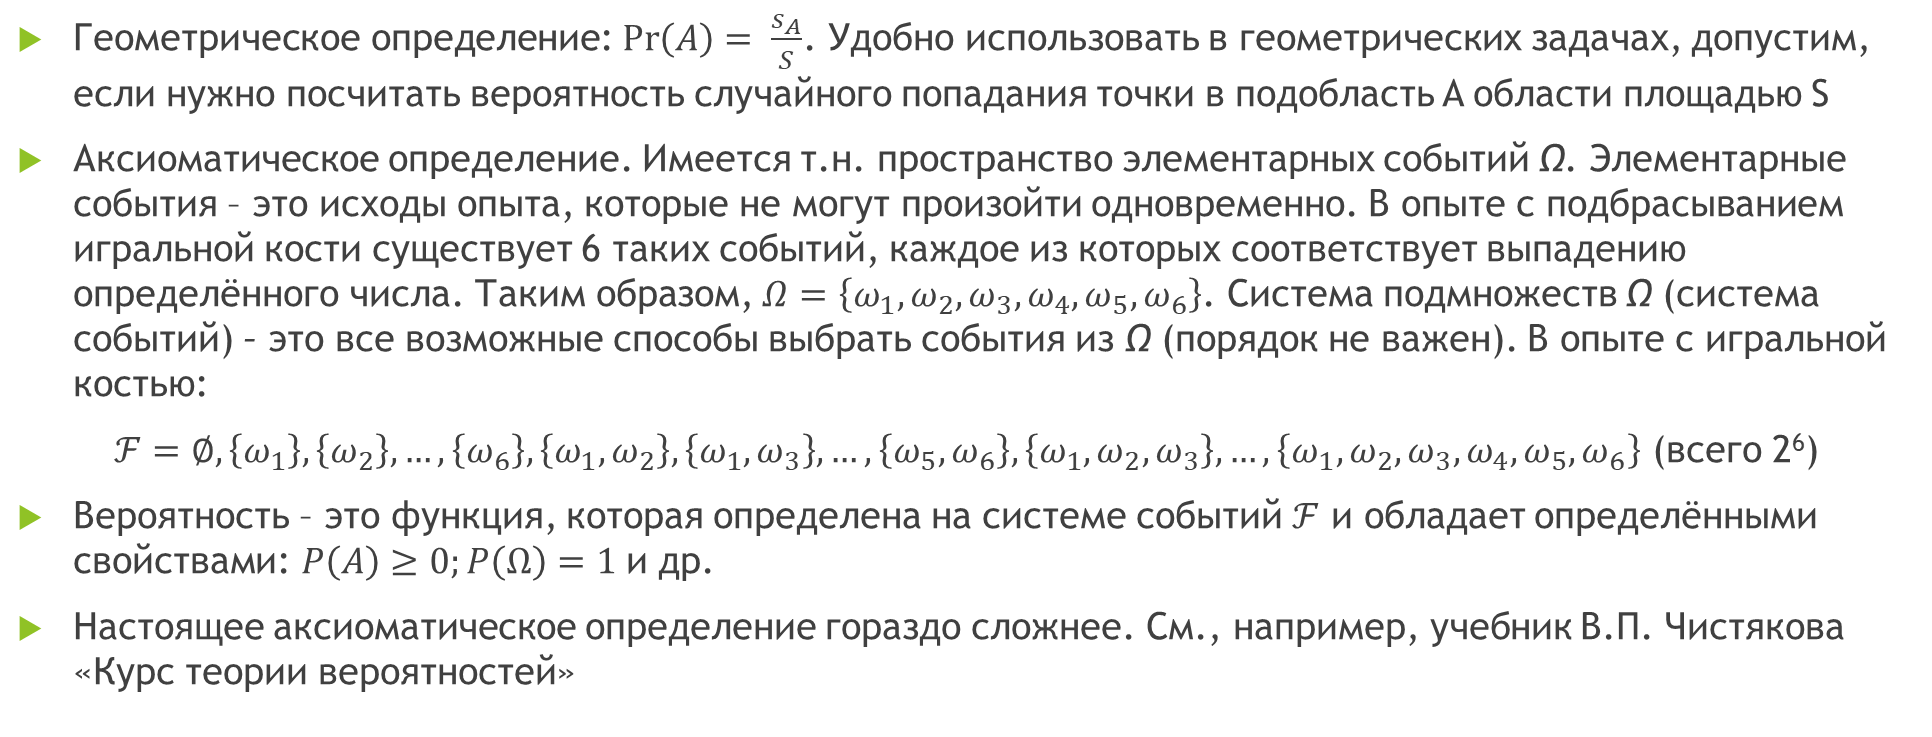 Геометрическое определение: Pr(A) = s_A/S. Удобно использовать в геометрических задачах, допустим,
если нужно посчитать вероятность случайного попадания точки в подобласть A области площадью S
Аксиоматическое определение. Имеется т.н. пространство элементарных событий Ω. Элементарные
события – это исходы опыта, которые не могут произойти одновременно. В опыте с подбрасыванием
игральной кости существует 6 таких событий, каждое из которых соответствует выпадению
определённого числа. Таким образом, Ω = {ω₁, ω₂, ω₃, ω₄, ω₅, ω₆}. Система подмножеств Ω (система
событий) – это все возможные способы выбрать события из Ω (порядок не важен). В опыте с игральной
костью:
ℱ = ∅, {ω₁}, {ω₂}, … , {ω₆}, {ω₁, ω₂}, {ω₁, ω₃}, … , {ω₅, ω₆}, {ω₁, ω₂, ω₃}, … , {ω₁, ω₂, ω₃, ω₄, ω₅, ω₆} (всего 2⁶)
Вероятность – это функция, которая определена на системе событий ℱ и обладает определёнными
свойствами: P(A) ≥ 0; P(Ω) = 1 и др.
Настоящее аксиоматическое определение гораздо сложнее. См., например, учебник В.П. Чистякова
«Курс теории вероятностей»